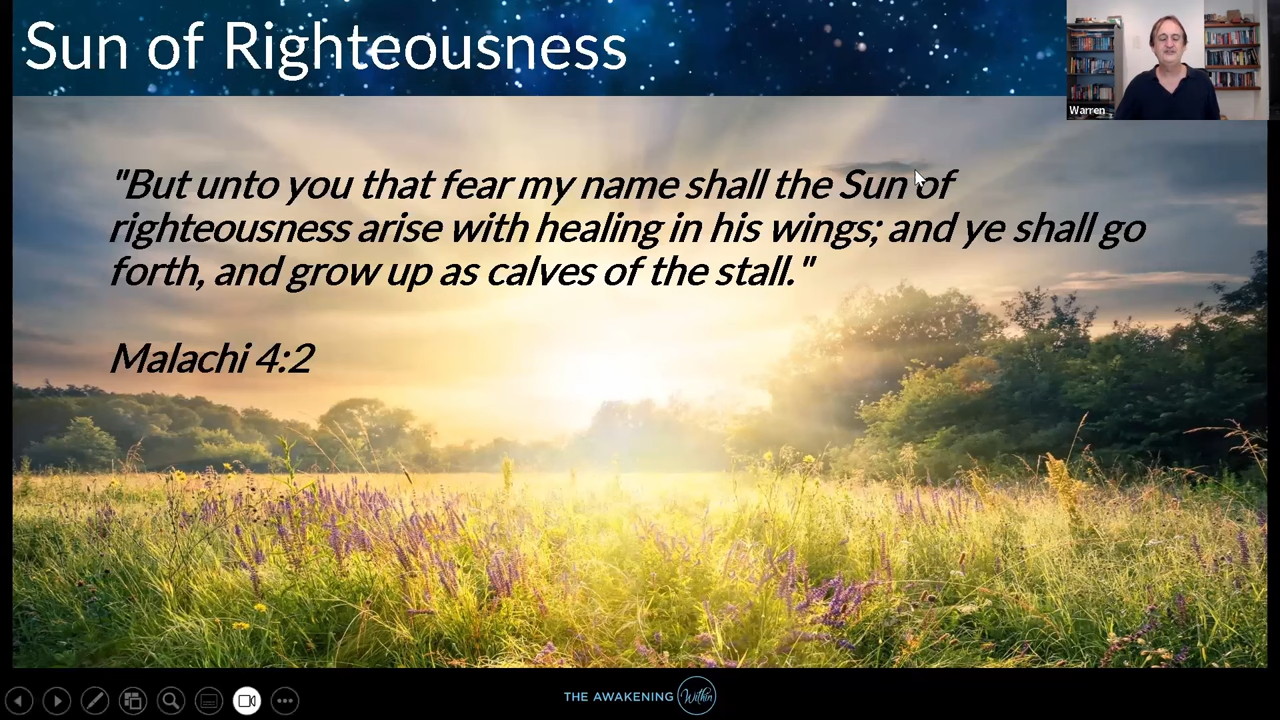 Sun of Righteousness
Warren
"But unto you that fear my name shall the Sun of
righteousness arise with healing in his wings; and ye shall go
forth, and grow up as calves of the stall."
Malachi 4:2
THE AWAKENING Within